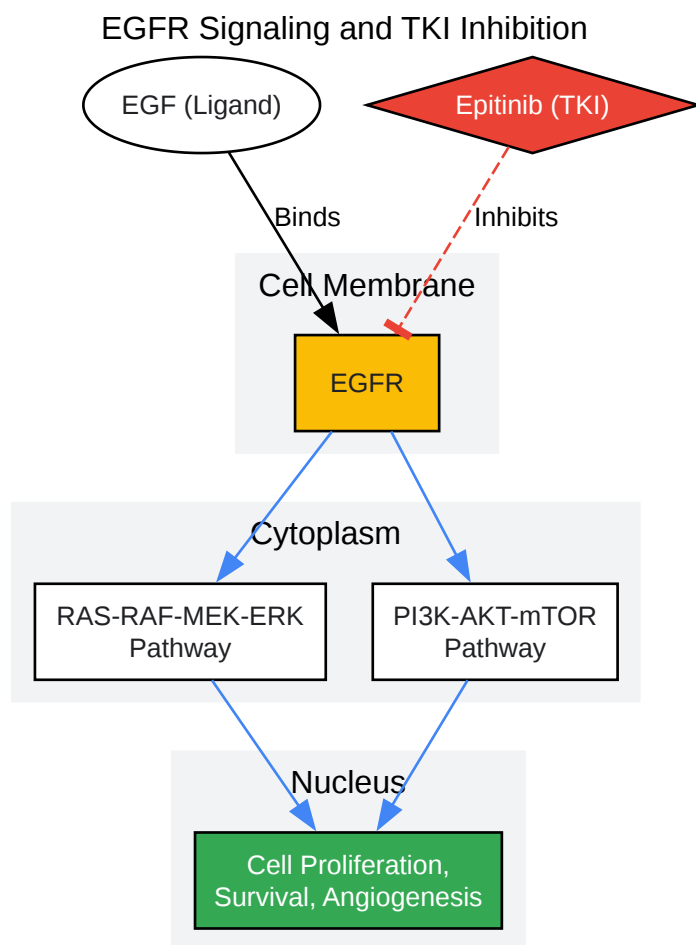 EGFR Signaling and TKI Inhibition
EGF (Ligand)
Epitinib (TKI)
Binds
Inhibits
Cell Membrane
EGFR
Cytoplasm
RAS-RAF-MEK-ERK
Pathway
PI3K-AKT-mTOR
Pathway
Nucleus
Cell Proliferation,
Survival, Angiogenesis